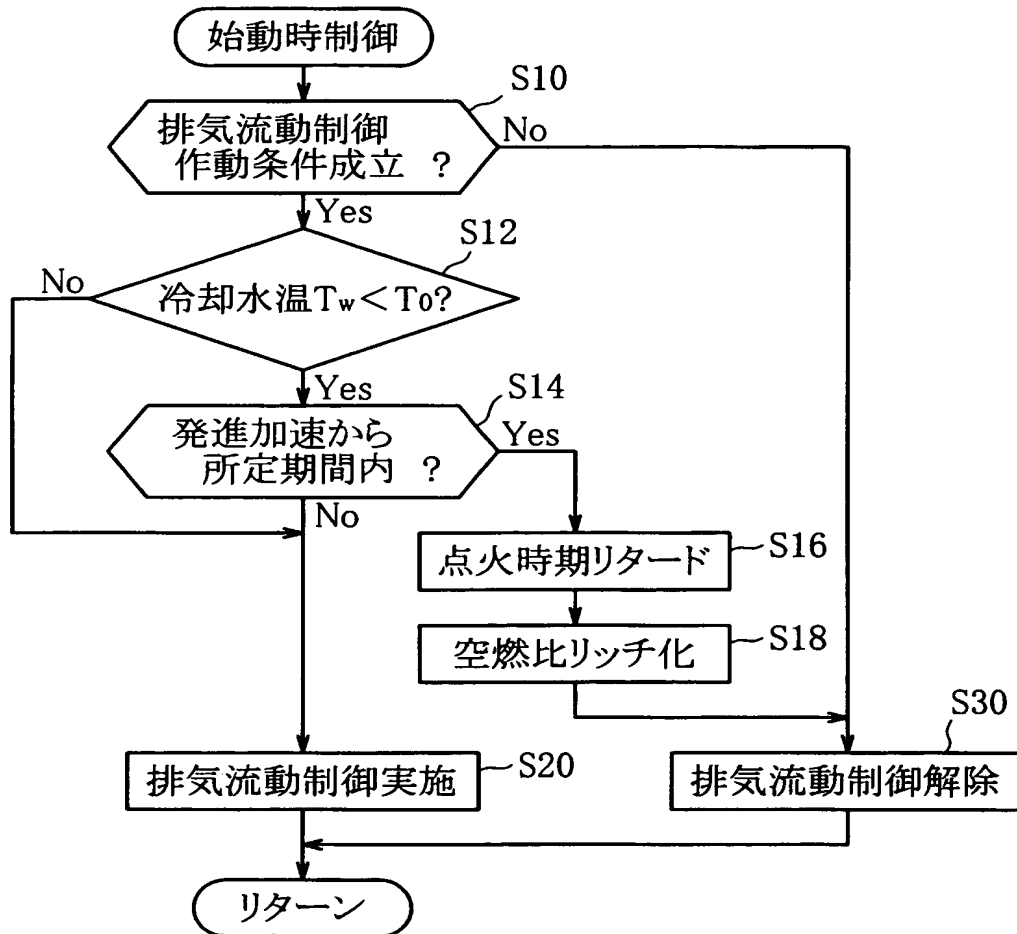 始動時制御
S10
排気流動制御
作動条件成立 ?
No
Yes
S12
No
冷却水温Tw<T0?
Yes
S14
発進加速から
所定期間内 ?
Yes
No
点火時期リタード
S16
空燃比リッチ化
S18
S30
排気流動制御実施
S20
排気流動制御解除
リターン